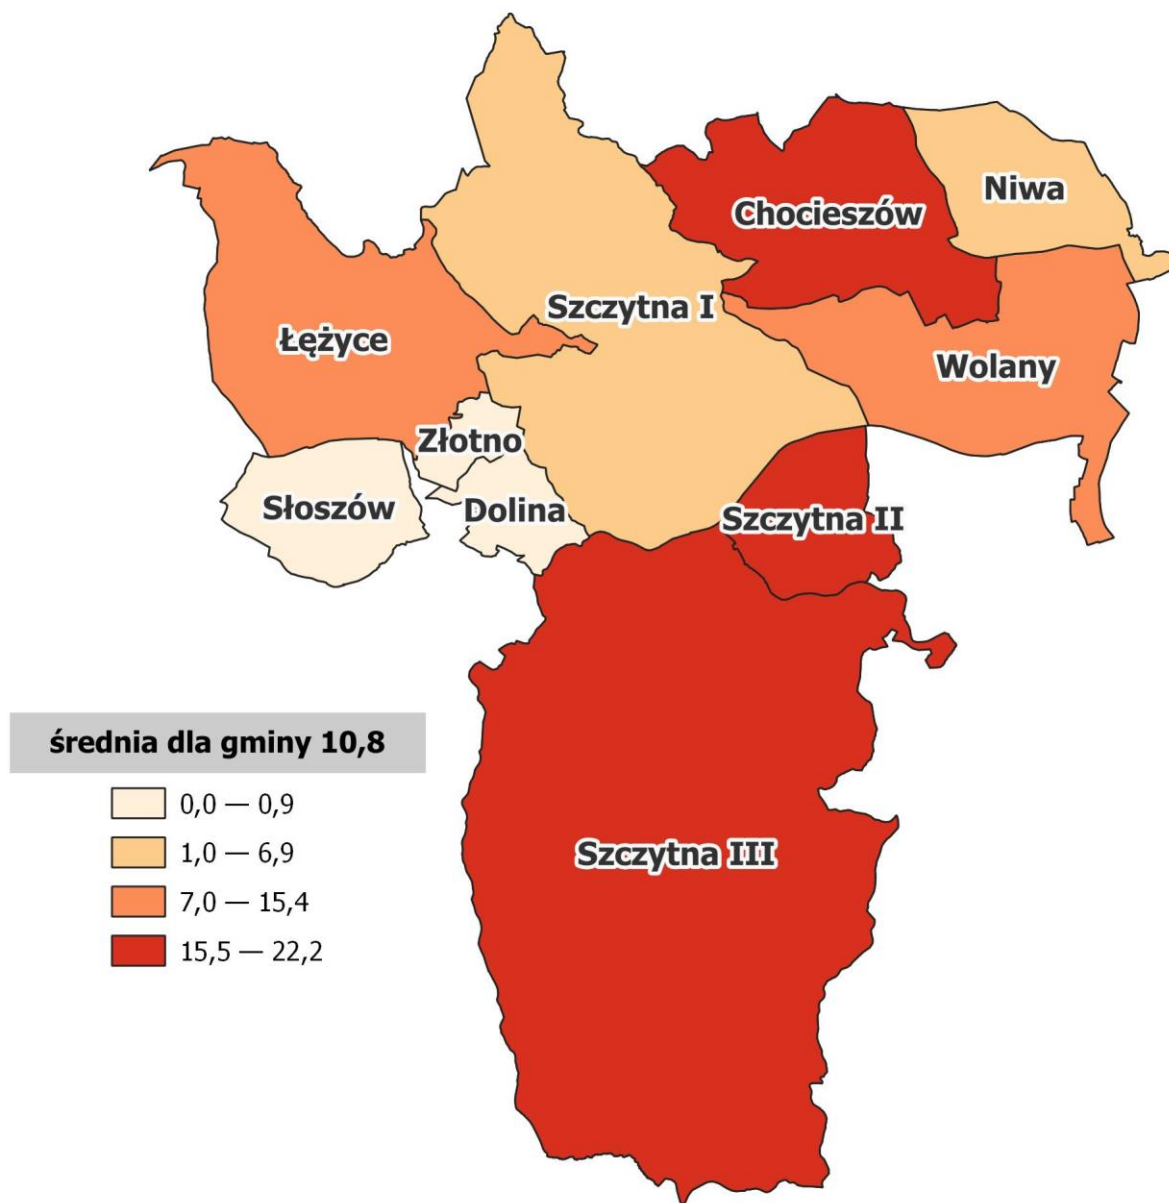 Niwa
Chocieszów
Szczytna I
Łężyce
Wolany
Złotno
Słoszów
Dolina
Szczytna II
średnia dla gminy 10,8
0,0 — 0,9
1,0 — 6,9
7,0 — 15,4
15,5 — 22,2
Szczytna III